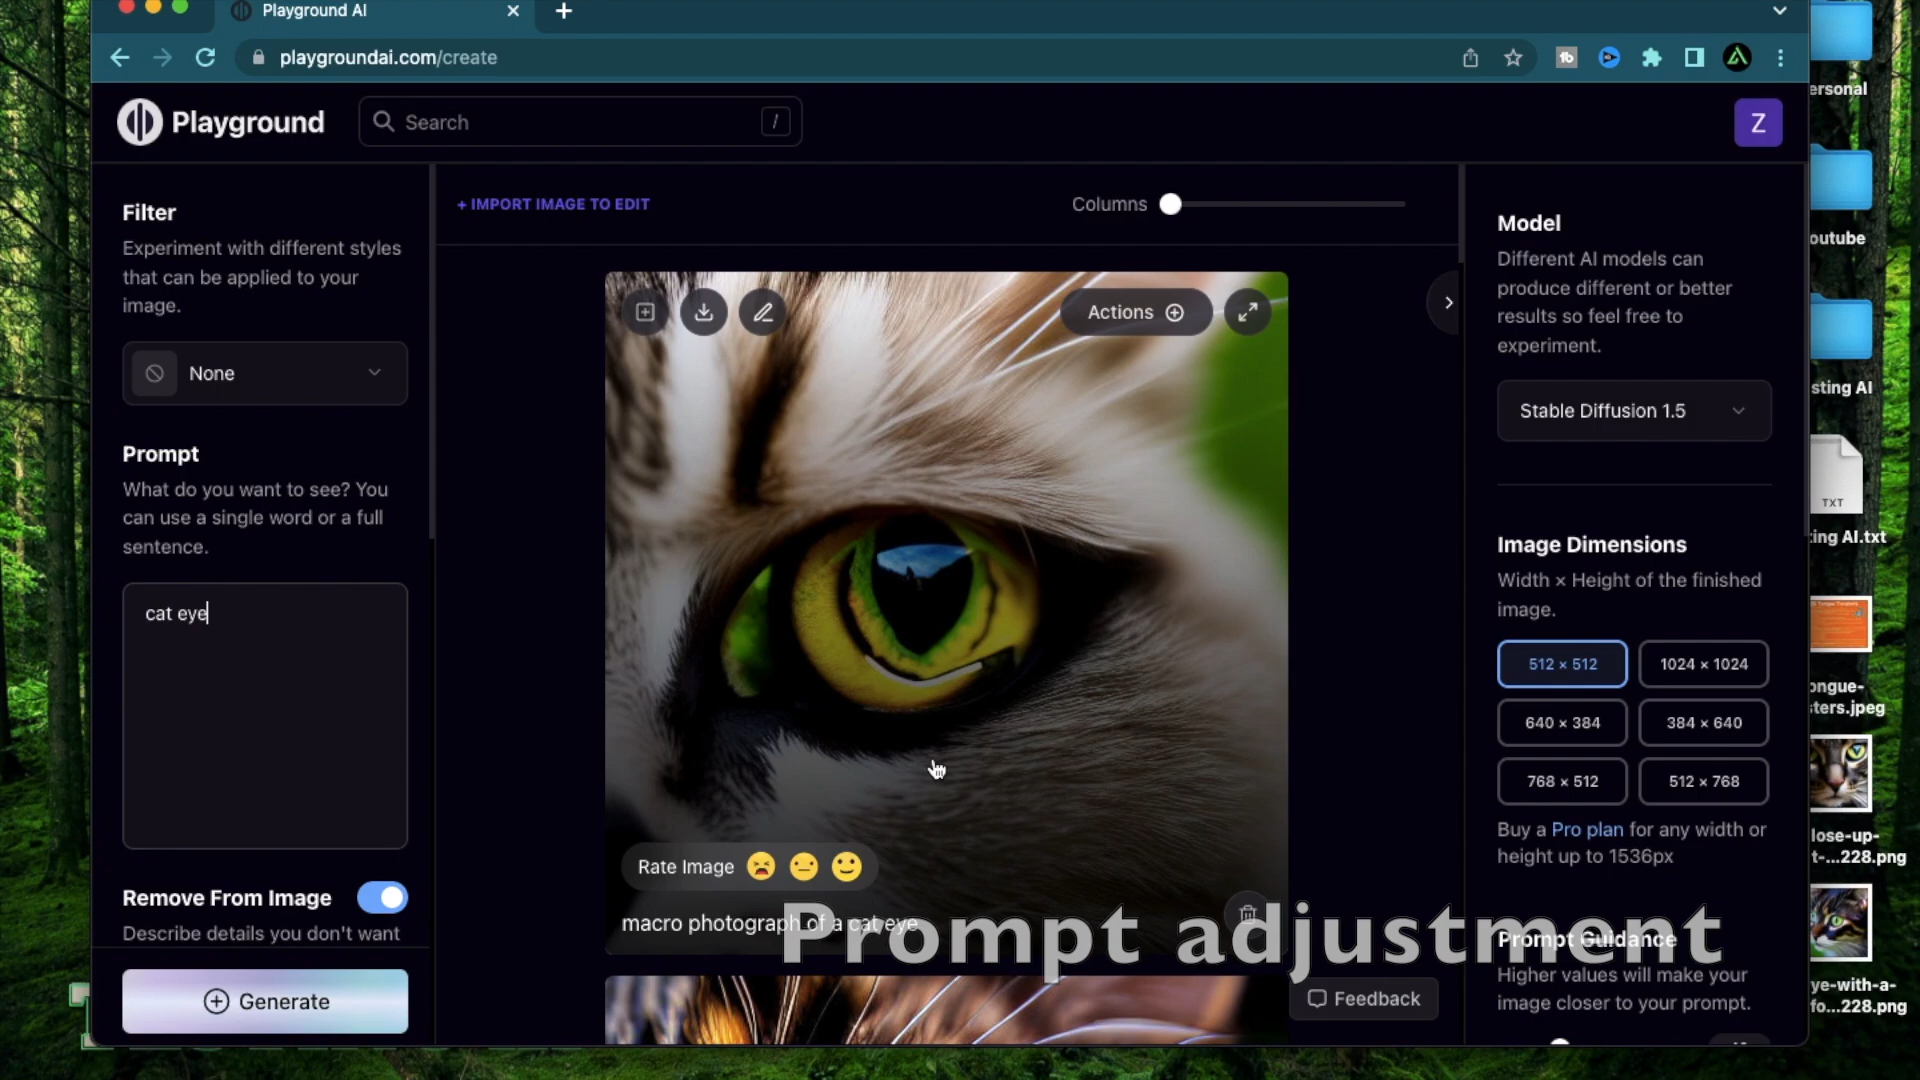 Playground AI
playgroundai.com/create
Playground
Search
/
Z
Filter
Experiment with different styles
that can be applied to your
image.
None
Prompt
What do you want to see? You
can use a single word or a full
sentence.
cat eye
Remove From Image
Describe details you don't want
Generate
+ IMPORT IMAGE TO EDIT
Columns
Actions
Rate Image
macro photograph of a cat eye
Prompt adjustment
Feedback
Model
Different AI models can
produce different or better
results so feel free to
experiment.
Stable Diffusion 1.5
Image Dimensions
Width × Height of the finished
image.
512 × 512
1024 × 1024
640 × 384
384 × 640
768 × 512
512 × 768
Buy a Pro plan for any width or
height up to 1536px
Prompt Guidance
Higher values will make your
image closer to your prompt.
ersonal
outube
sting AI
TXT
ting AI.txt
ongue-
ters.jpeg
lose-up-
t-...228.png
ye-with-a-
fo...228.png